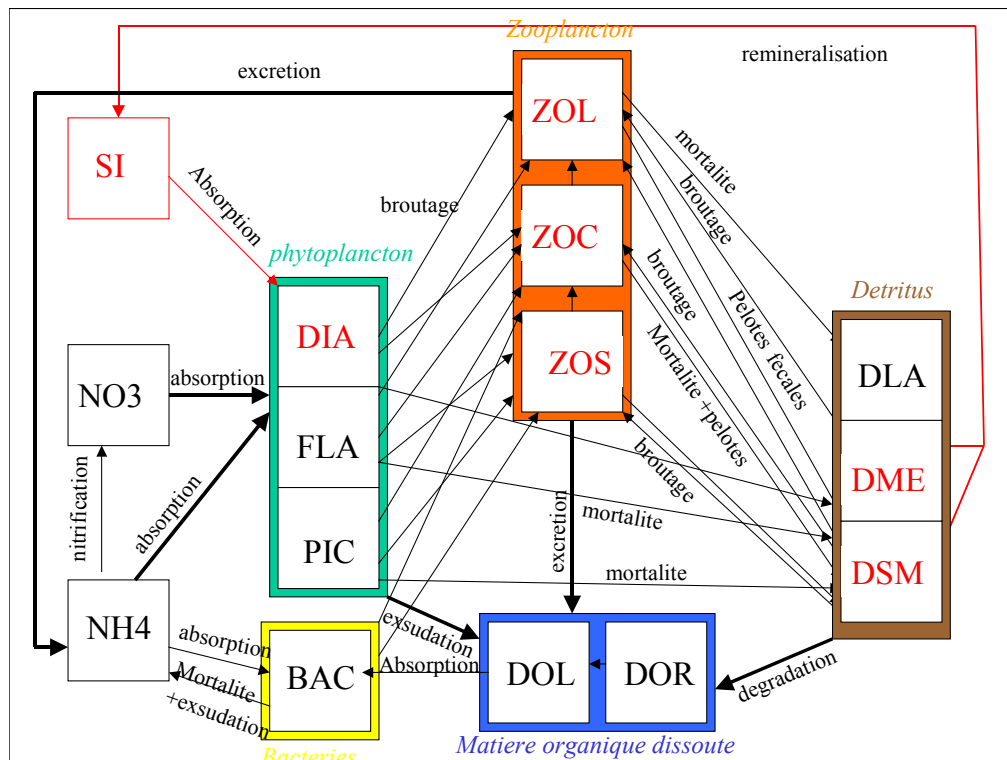 Zooplancton
remineralisation
excretion
ZOL
SI
Absorption
broutage
mortalite
broutage
phytoplancton
ZOC
broutage
Pelotes fecales
Detritus
DIA
ZOS
Mortalite +pelotes
DLA
NO3
absorption
FLA
broutage
DME
nitrification
absorption
excretion
mortalite
PIC
mortalite
DSM
NH4
absorption
exsudation
Absorption
BAC
DOL
DOR
degradation
Mortalite
+exsudation
Bacteries
Matiere organique dissoute